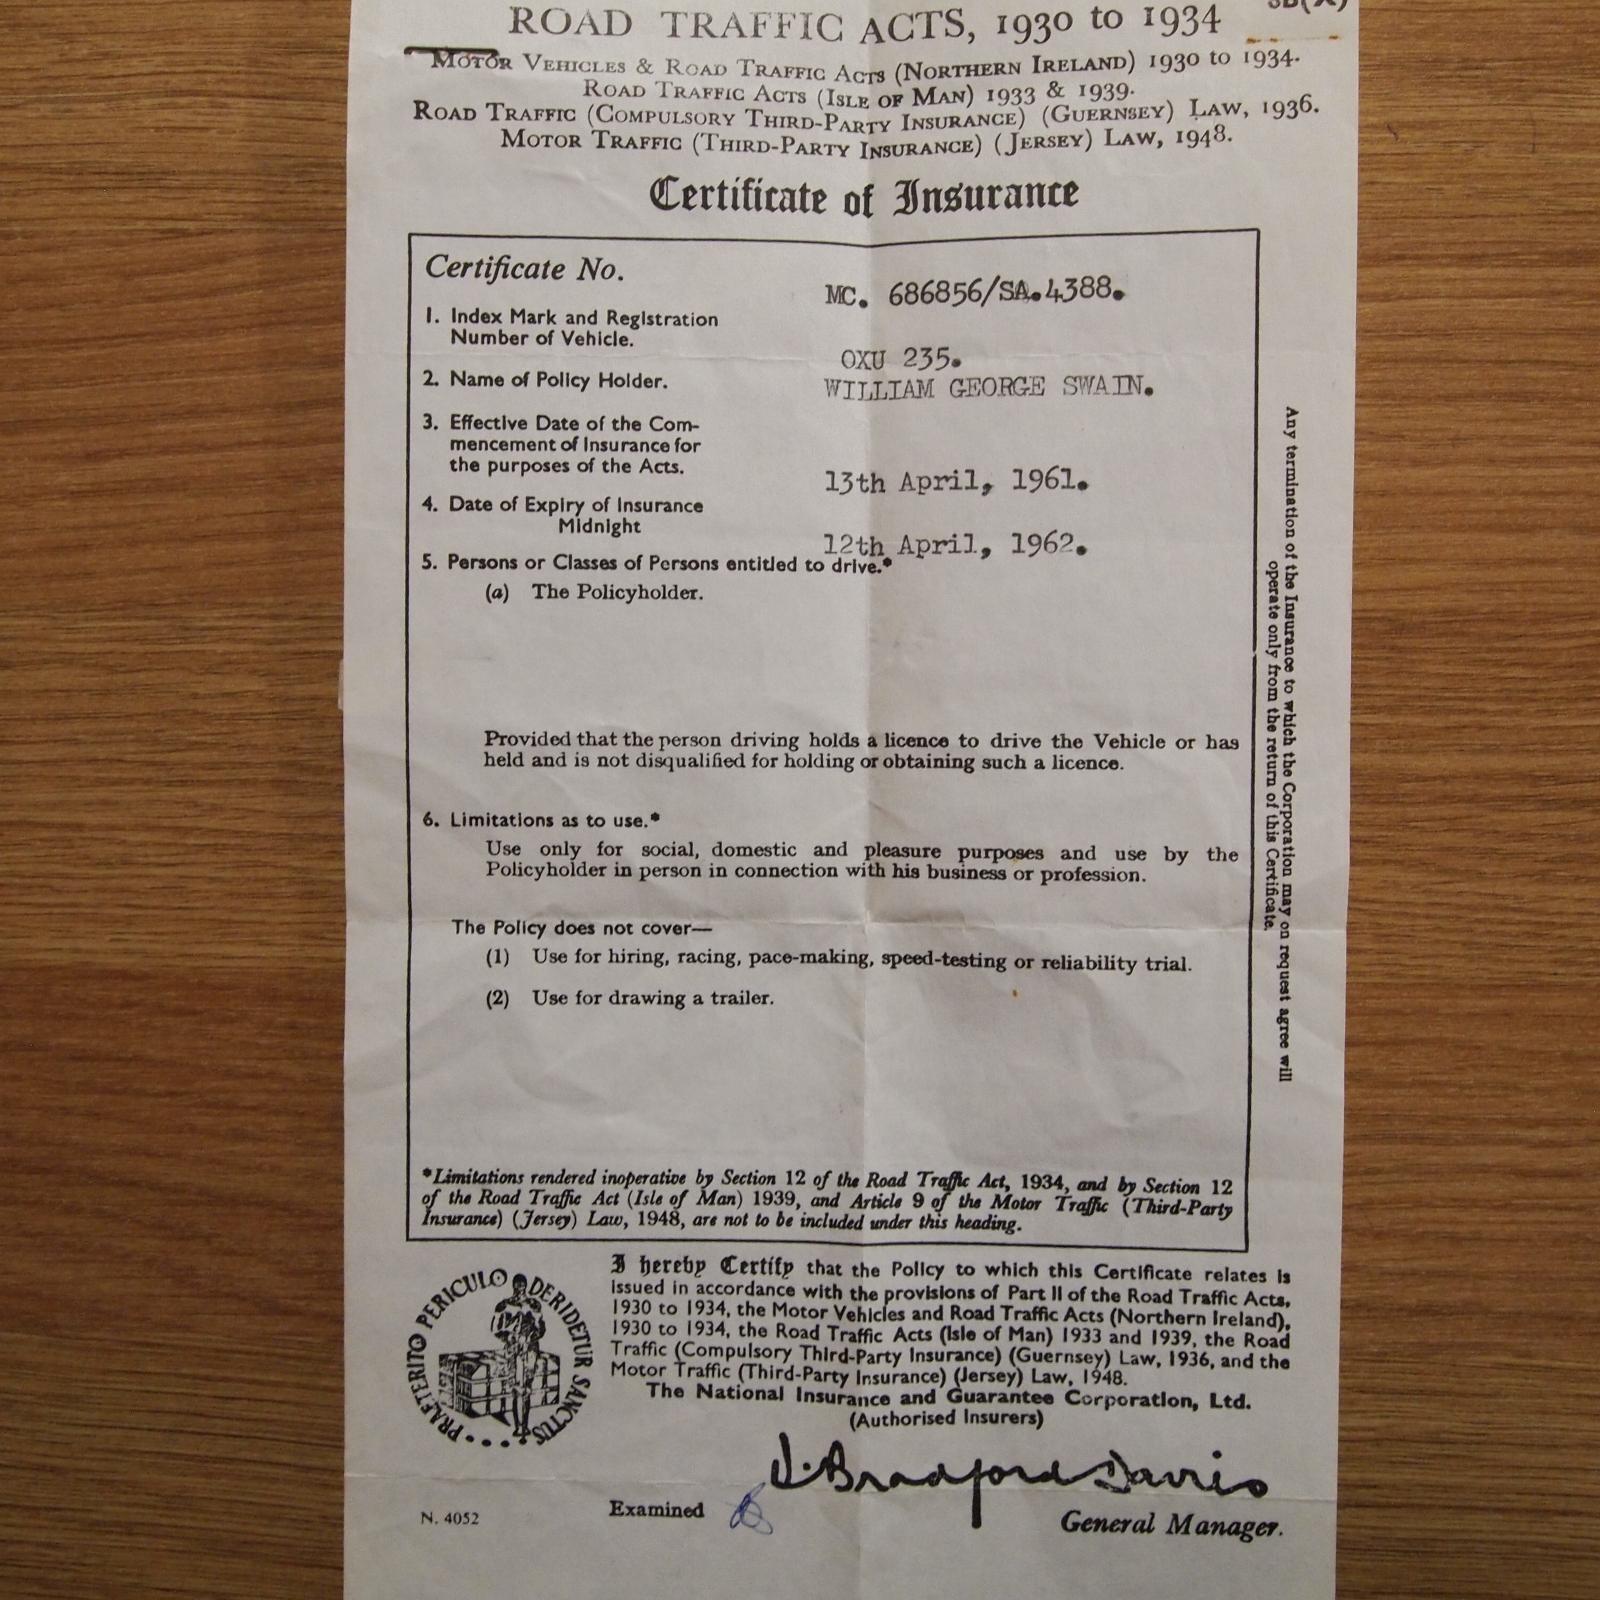 3B(X)
ROAD TRAFFIC ACTS, 1930 to 1934
MOTOR VEHICLES & ROAD TRAFFIC ACTS (NORTHERN IRELAND) 1930 to 1934.
ROAD TRAFFIC ACTS (ISLE OF MAN) 1933 & 1939.
ROAD TRAFFIC (COMPULSORY THIRD-PARTY INSURANCE) (GUERNSEY) LAW, 1936.
MOTOR TRAFFIC (THIRD-PARTY INSURANCE) (JERSEY) LAW, 1948.
Certificate of Insurance
Certificate No.
MC. 686856/SA.4388.
1. Index Mark and Registration
Number of Vehicle.
OXU 235.
2. Name of Policy Holder.
WILLIAM GEORGE SWAIN.
3. Effective Date of the Com-
mencement of Insurance for
the purposes of the Acts.
13th April, 1961.
4. Date of Expiry of Insurance
Midnight
12th April, 1962.
5. Persons or Classes of Persons entitled to drive.*
(a) The Policyholder.
Provided that the person driving holds a licence to drive the Vehicle or has
held and is not disqualified for holding or obtaining such a licence.
6. Limitations as to use.*
Use only for social, domestic and pleasure purposes and use by the
Policyholder in person in connection with his business or profession.
The Policy does not cover—
(1) Use for hiring, racing, pace-making, speed-testing or reliability trial.
(2) Use for drawing a trailer.
*Limitations rendered inoperative by Section 12 of the Road Traffic Act, 1934, and by Section 12
of the Road Traffic Act (Isle of Man) 1939, and Article 9 of the Motor Traffic (Third-Party
Insurance) (Jersey) Law, 1948, are not to be included under this heading.
Any termination of the Insurance to which the Corporation may on request agree will
operate only from the return of this Certificate.
PRAETERITO PERICULO DERIDETUR SANCTUS
I hereby Certify that the Policy to which this Certificate relates is
issued in accordance with the provisions of Part II of the Road Traffic Acts,
1930 to 1934, the Motor Vehicles and Road Traffic Acts (Northern Ireland),
1930 to 1934, the Road Traffic Acts (Isle of Man) 1933 and 1939, the Road
Traffic (Compulsory Third-Party Insurance) (Guernsey) Law, 1936, and the
Motor Traffic (Third-Party Insurance) (Jersey) Law, 1948.
The National Insurance and Guarantee Corporation, Ltd.
(Authorised Insurers)
J. Bradford Davris
N. 4052
Examined
General Manager.